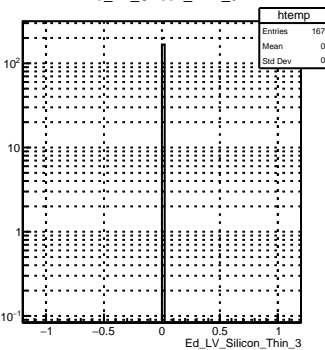 htemp
Entries 167
Mean 0
Std Dev 0
10²
10
1
10⁻¹
−1 −0.5 0 0.5 1
Ed_LV_Silicon_Thin_3